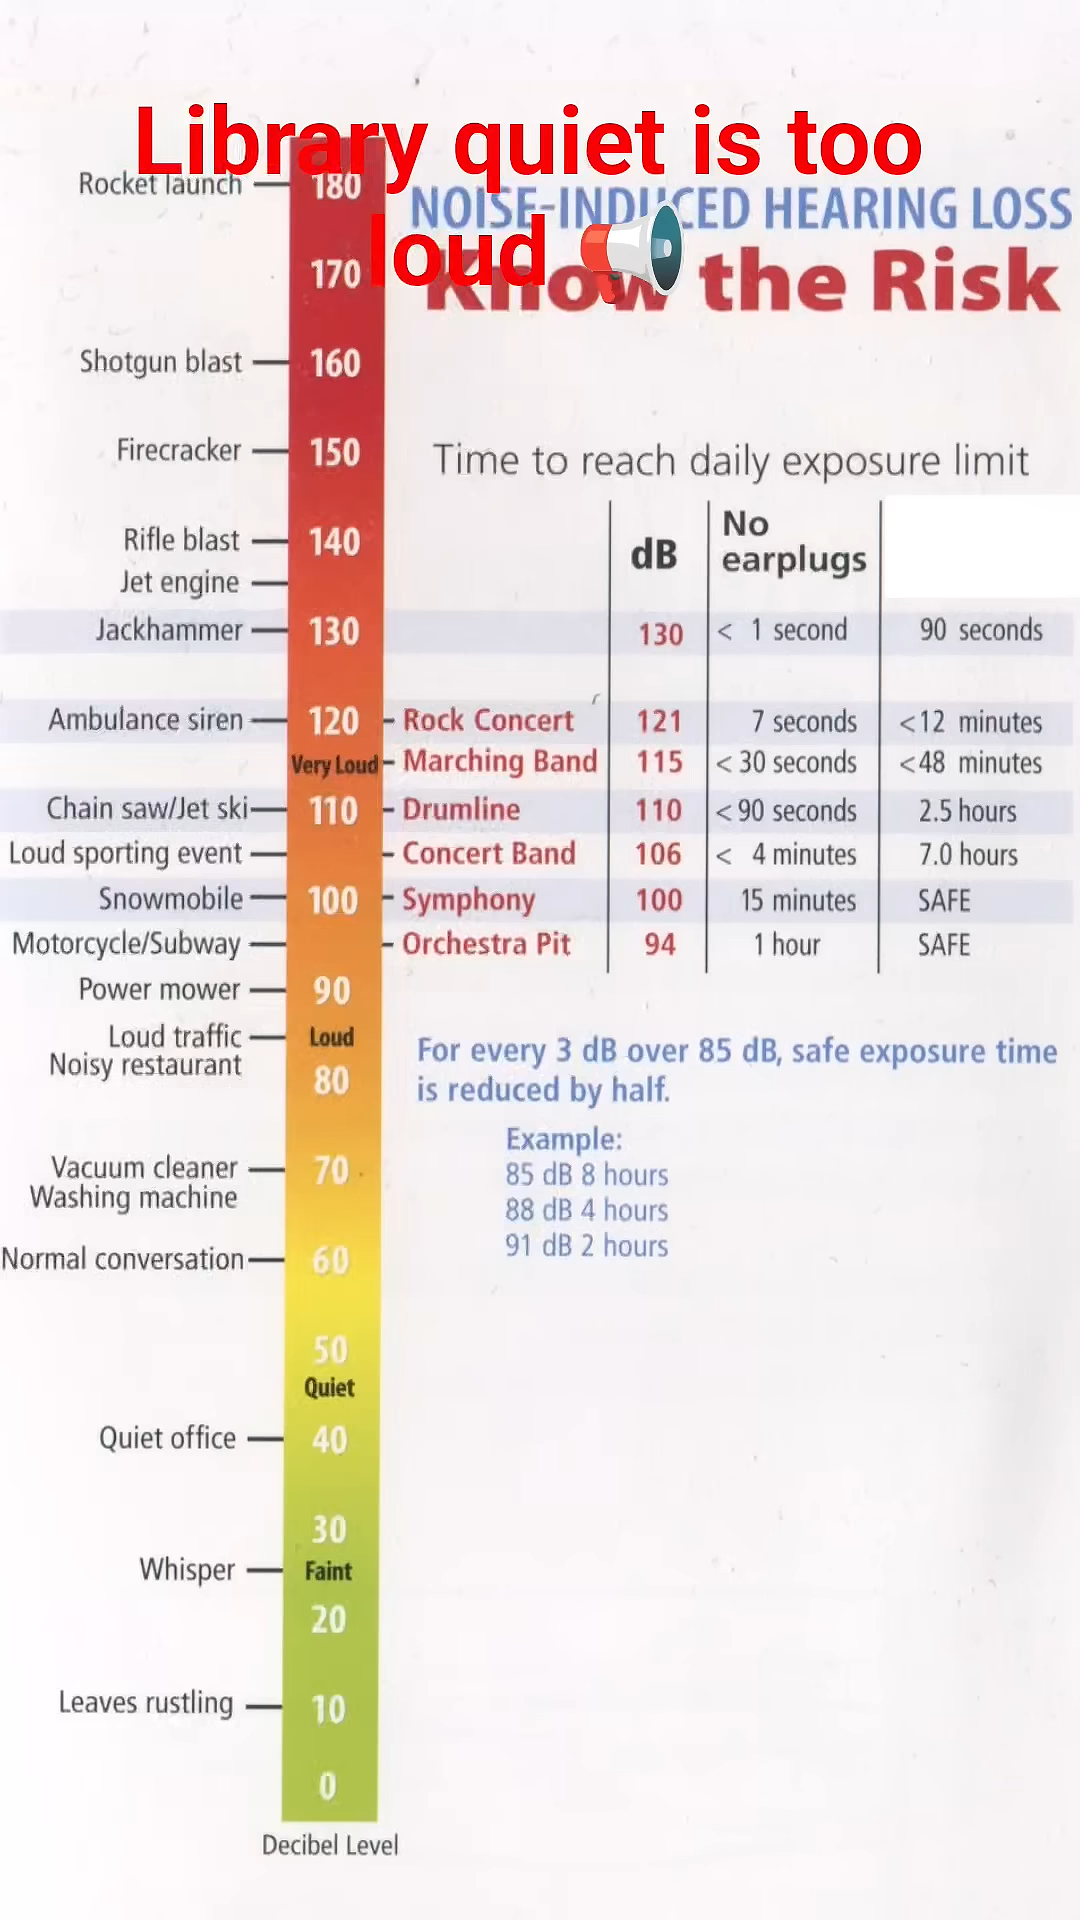 Library quiet is too
loud 📢
NOISE-INDUCED HEARING LOSS
Know the Risk
Rocket launch 180
170
Shotgun blast 160
Firecracker 150
Rifle blast 140
Jet engine
Jackhammer 130
Ambulance siren 120
Very Loud
Chain saw/Jet ski 110
Loud sporting event
Snowmobile 100
Motorcycle/Subway
Power mower 90
Loud traffic Loud
Noisy restaurant
80
Vacuum cleaner 70
Washing machine
Normal conversation 60
50
Quiet
Quiet office 40
30
Whisper Faint
20
Leaves rustling 10
0
Decibel Level
Time to reach daily exposure limit
dB No
earplugs
130 < 1 second 90 seconds
Rock Concert 121 7 seconds <12 minutes
Marching Band 115 < 30 seconds <48 minutes
Drumline 110 < 90 seconds 2.5 hours
Concert Band 106 < 4 minutes 7.0 hours
Symphony 100 15 minutes SAFE
Orchestra Pit 94 1 hour SAFE
For every 3 dB over 85 dB, safe exposure time
is reduced by half.
Example:
85 dB 8 hours
88 dB 4 hours
91 dB 2 hours